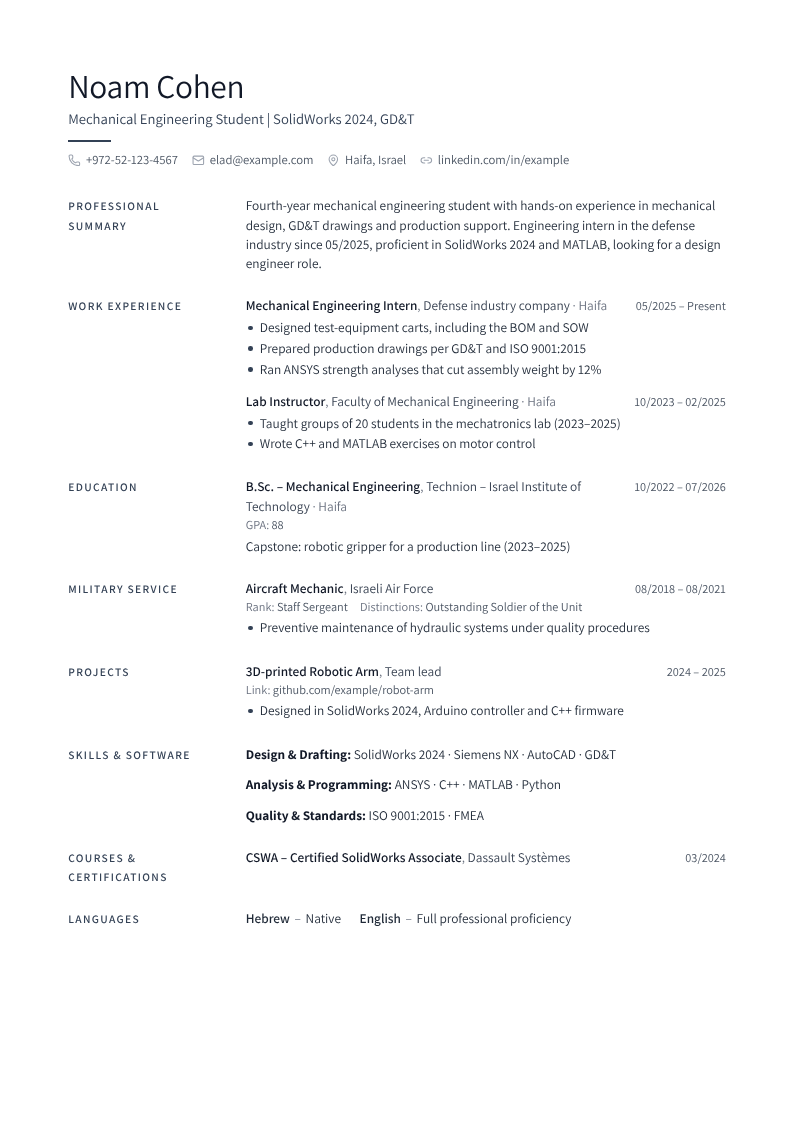 Noam Cohen
Mechanical Engineering Student | SolidWorks 2024, GD&T
+972-52-123-4567 elad@example.com Haifa, Israel linkedin.com/in/example
PROFESSIONAL
SUMMARY
Fourth-year mechanical engineering student with hands-on experience in mechanical
design, GD&T drawings and production support. Engineering intern in the defense
industry since 05/2025, proficient in SolidWorks 2024 and MATLAB, looking for a design
engineer role.
WORK EXPERIENCE
Mechanical Engineering Intern, Defense industry company · Haifa 05/2025 – Present
• Designed test-equipment carts, including the BOM and SOW
• Prepared production drawings per GD&T and ISO 9001:2015
• Ran ANSYS strength analyses that cut assembly weight by 12%
Lab Instructor, Faculty of Mechanical Engineering · Haifa 10/2023 – 02/2025
• Taught groups of 20 students in the mechatronics lab (2023–2025)
• Wrote C++ and MATLAB exercises on motor control
EDUCATION
B.Sc. – Mechanical Engineering, Technion – Israel Institute of 10/2022 – 07/2026
Technology · Haifa
GPA: 88
Capstone: robotic gripper for a production line (2023–2025)
MILITARY SERVICE
Aircraft Mechanic, Israeli Air Force 08/2018 – 08/2021
Rank: Staff Sergeant Distinctions: Outstanding Soldier of the Unit
• Preventive maintenance of hydraulic systems under quality procedures
PROJECTS
3D-printed Robotic Arm, Team lead 2024 – 2025
Link: github.com/example/robot-arm
• Designed in SolidWorks 2024, Arduino controller and C++ firmware
SKILLS & SOFTWARE
Design & Drafting: SolidWorks 2024 · Siemens NX · AutoCAD · GD&T
Analysis & Programming: ANSYS · C++ · MATLAB · Python
Quality & Standards: ISO 9001:2015 · FMEA
COURSES &
CERTIFICATIONS
CSWA – Certified SolidWorks Associate, Dassault Systèmes 03/2024
LANGUAGES
Hebrew – Native English – Full professional proficiency